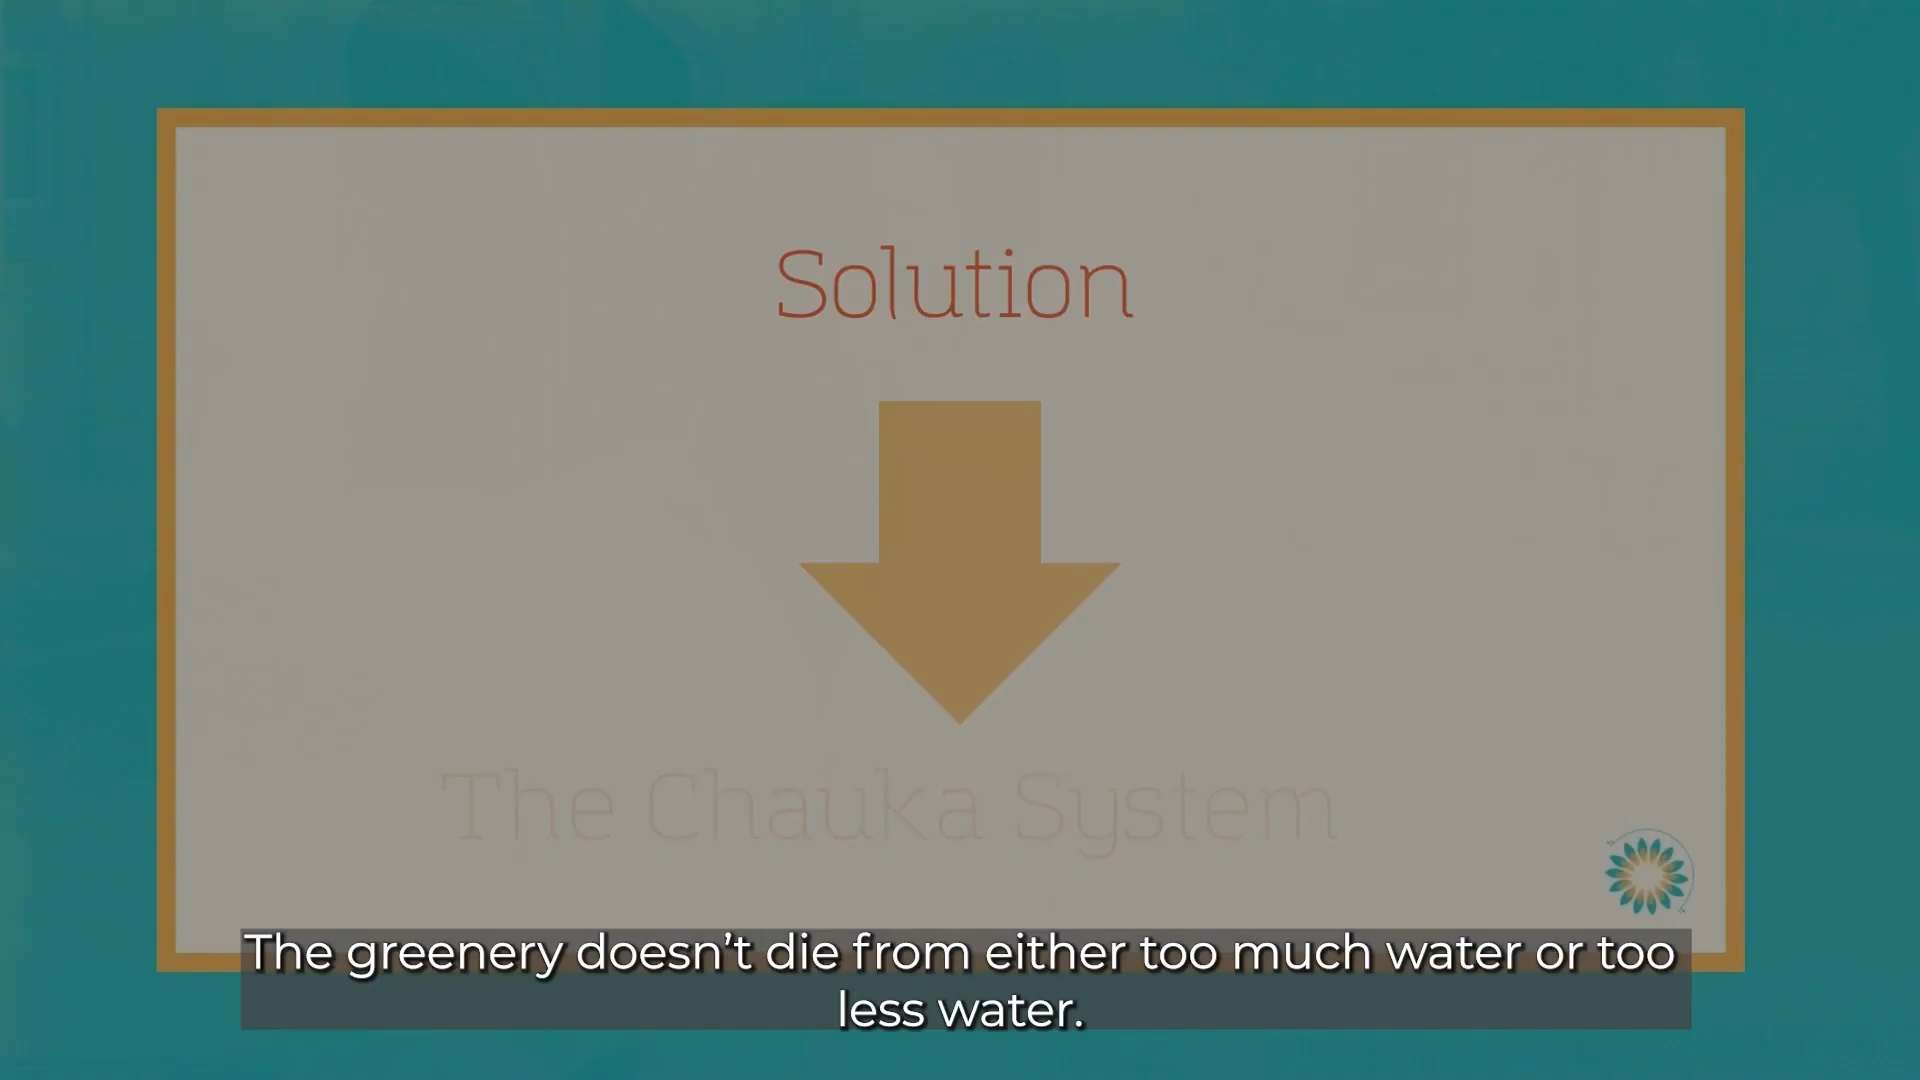 Solution
The Chauka System
The greenery doesn’t die from either too much water or too
less water.